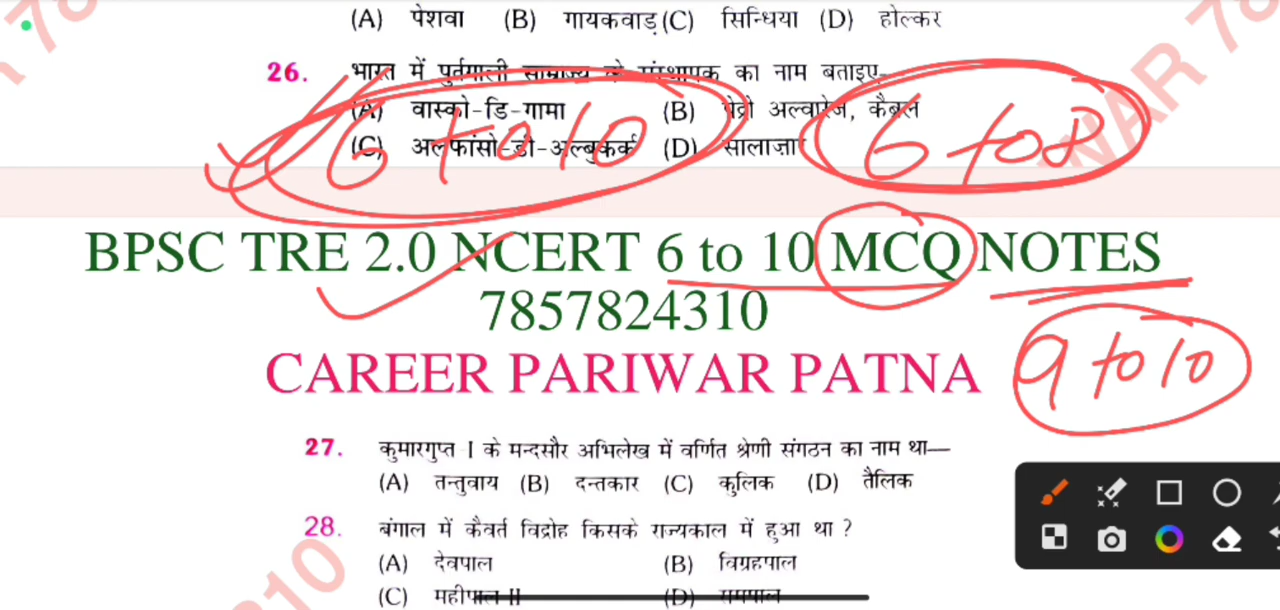 (A) पेशवा (B) गायकवाड़ (C) सिन्धिया (D) होल्कर
26. भारत में पुर्तगाली साम्राज्य के संस्थापक का नाम बताइए–
(A) वास्को-डि-गामा (B) पेद्रो अल्वारेज, कैब्रल
(C) अलफांसो-डी-अल्बुकर्क (D) सालाजार
6 to 10
6 to 8
BPSC TRE 2.0 NCERT 6 to 10 MCQ NOTES
7857824310
CAREER PARIWAR PATNA
9 to 10
27. कुमारगुप्त I के मन्दसौर अभिलेख में वर्णित श्रेणी संगठन का नाम था—
(A) तन्तुवाय (B) दन्तकार (C) कुलिक (D) तैलिक
28. बंगाल में कैवर्त विद्रोह किसके राज्यकाल में हुआ था ?
(A) देवपाल (B) विग्रहपाल
(C) महीपाल II (D) रामपाल